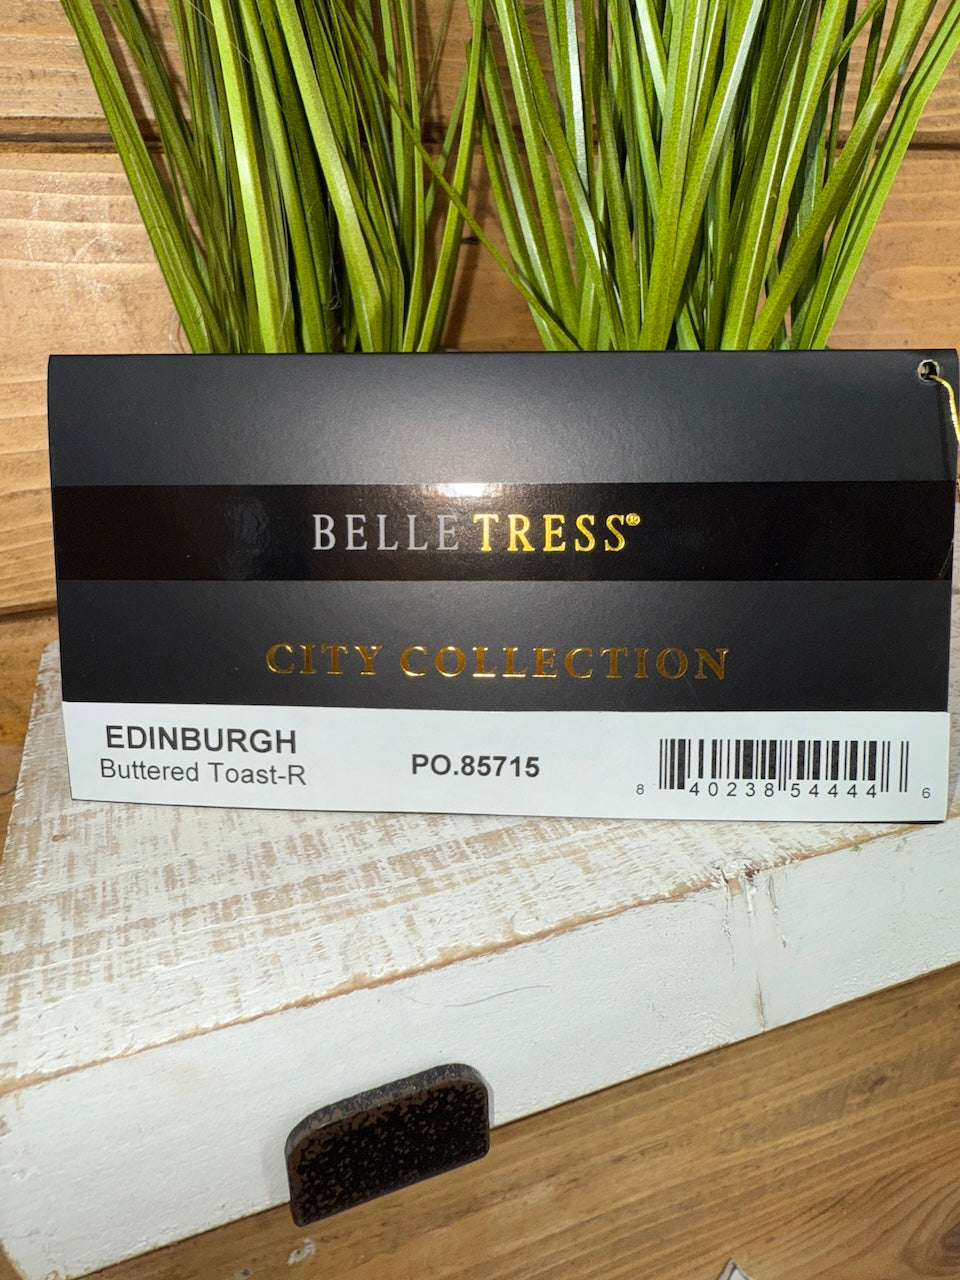 BELLE TRESS®
CITY COLLECTION
EDINBURGH
Buttered Toast-R
PO.85715
8 40238 54444 6